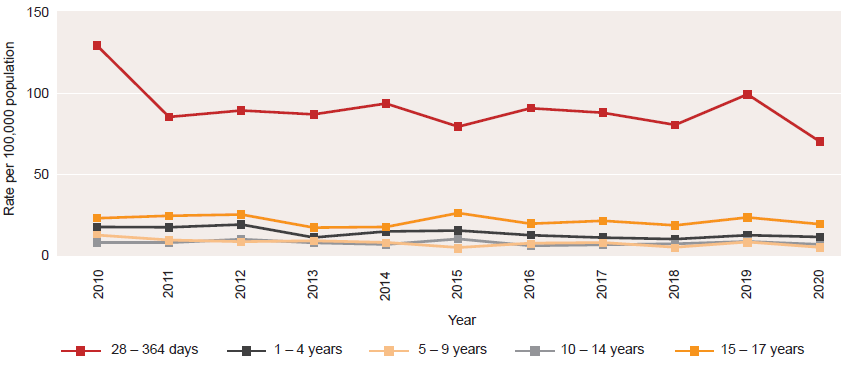 150
100
50
0
Rate per 100,000 population
2010 2011 2012 2013 2014 2015 2016 2017 2018 2019 2020
Year
28 – 364 days 1 – 4 years 5 – 9 years 10 – 14 years 15 – 17 years